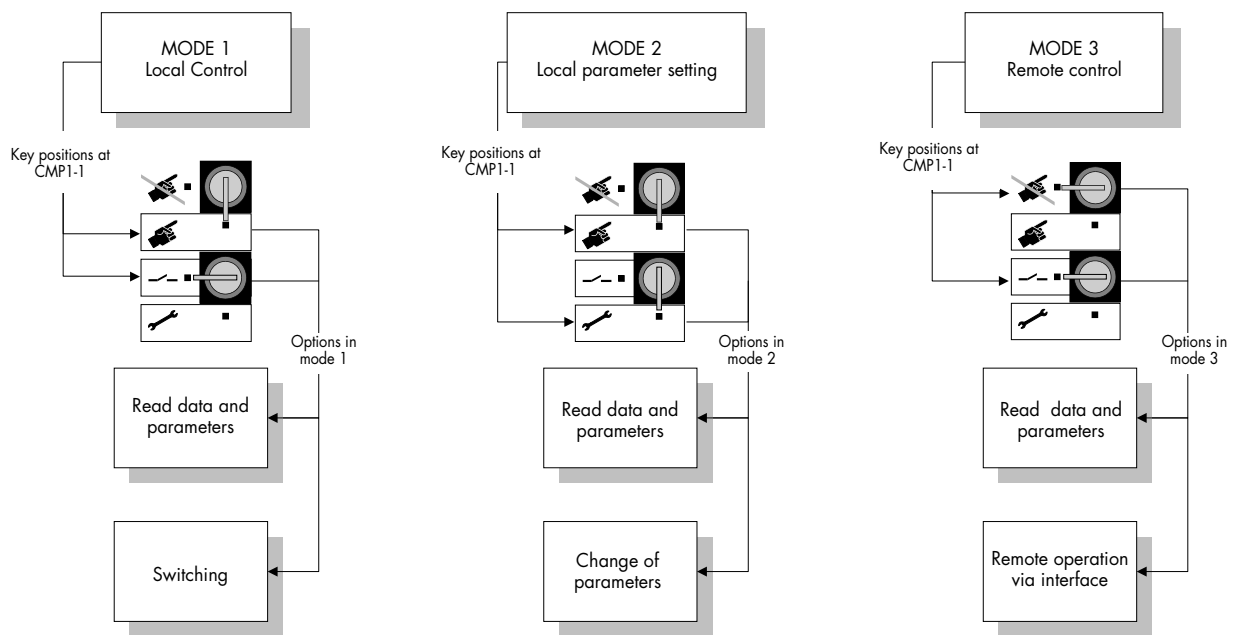 MODE 1
Local Control
Key positions at
CMP1-1
Options in
mode 1
Read data and
parameters
Switching
MODE 2
Local parameter setting
Key positions at
CMP1-1
Options in
mode 2
Read data and
parameters
Change of
parameters
MODE 3
Remote control
Key positions at
CMP1-1
Options in
mode 3
Read data and
parameters
Remote operation
via interface